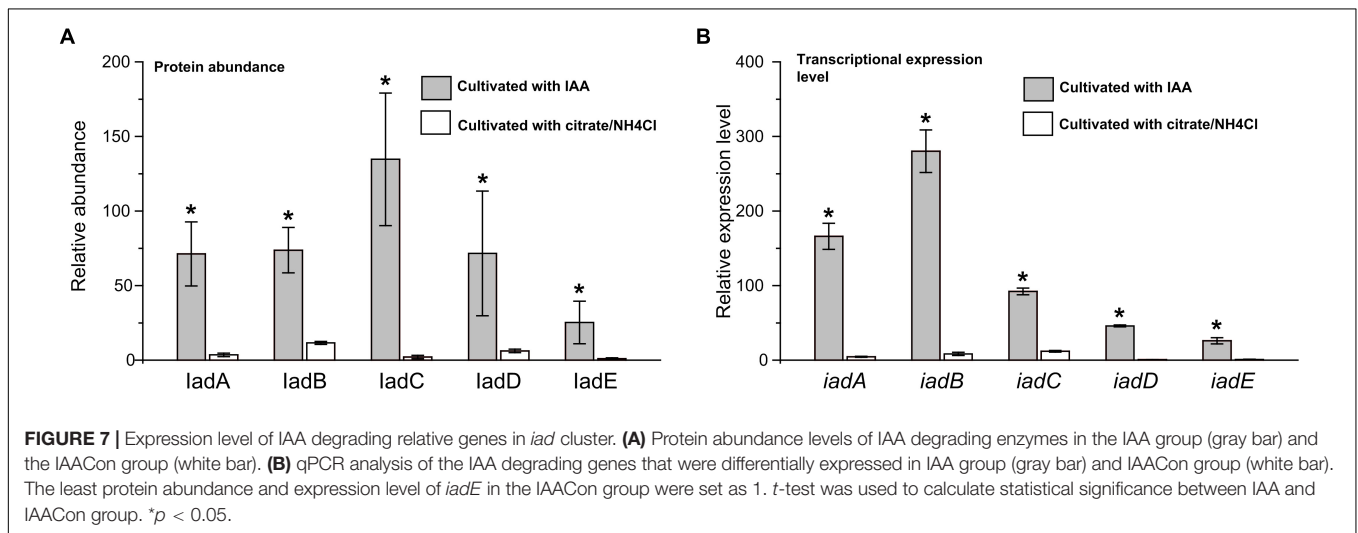 A
Protein abundance
Cultivated with IAA
Cultivated with citrate/NH4Cl
Relative abundance
200
150
100
50
0
*
*
*
*
*
IadA IadB IadC IadD IadE
B
Transcriptional expression
level
Cultivated with IAA
Cultivated with citrate/NH4Cl
Relative expression level
400
300
200
100
0
*
*
*
*
*
iadA iadB iadC iadD iadE
FIGURE 7 | Expression level of IAA degrading relative genes in iad cluster. (A) Protein abundance levels of IAA degrading enzymes in the IAA group (gray bar) and
the IAACon group (white bar). (B) qPCR analysis of the IAA degrading genes that were differentially expressed in IAA group (gray bar) and IAACon group (white bar).
The least protein abundance and expression level of iadE in the IAACon group were set as 1. t-test was used to calculate statistical significance between IAA and
IAACon group. *p < 0.05.